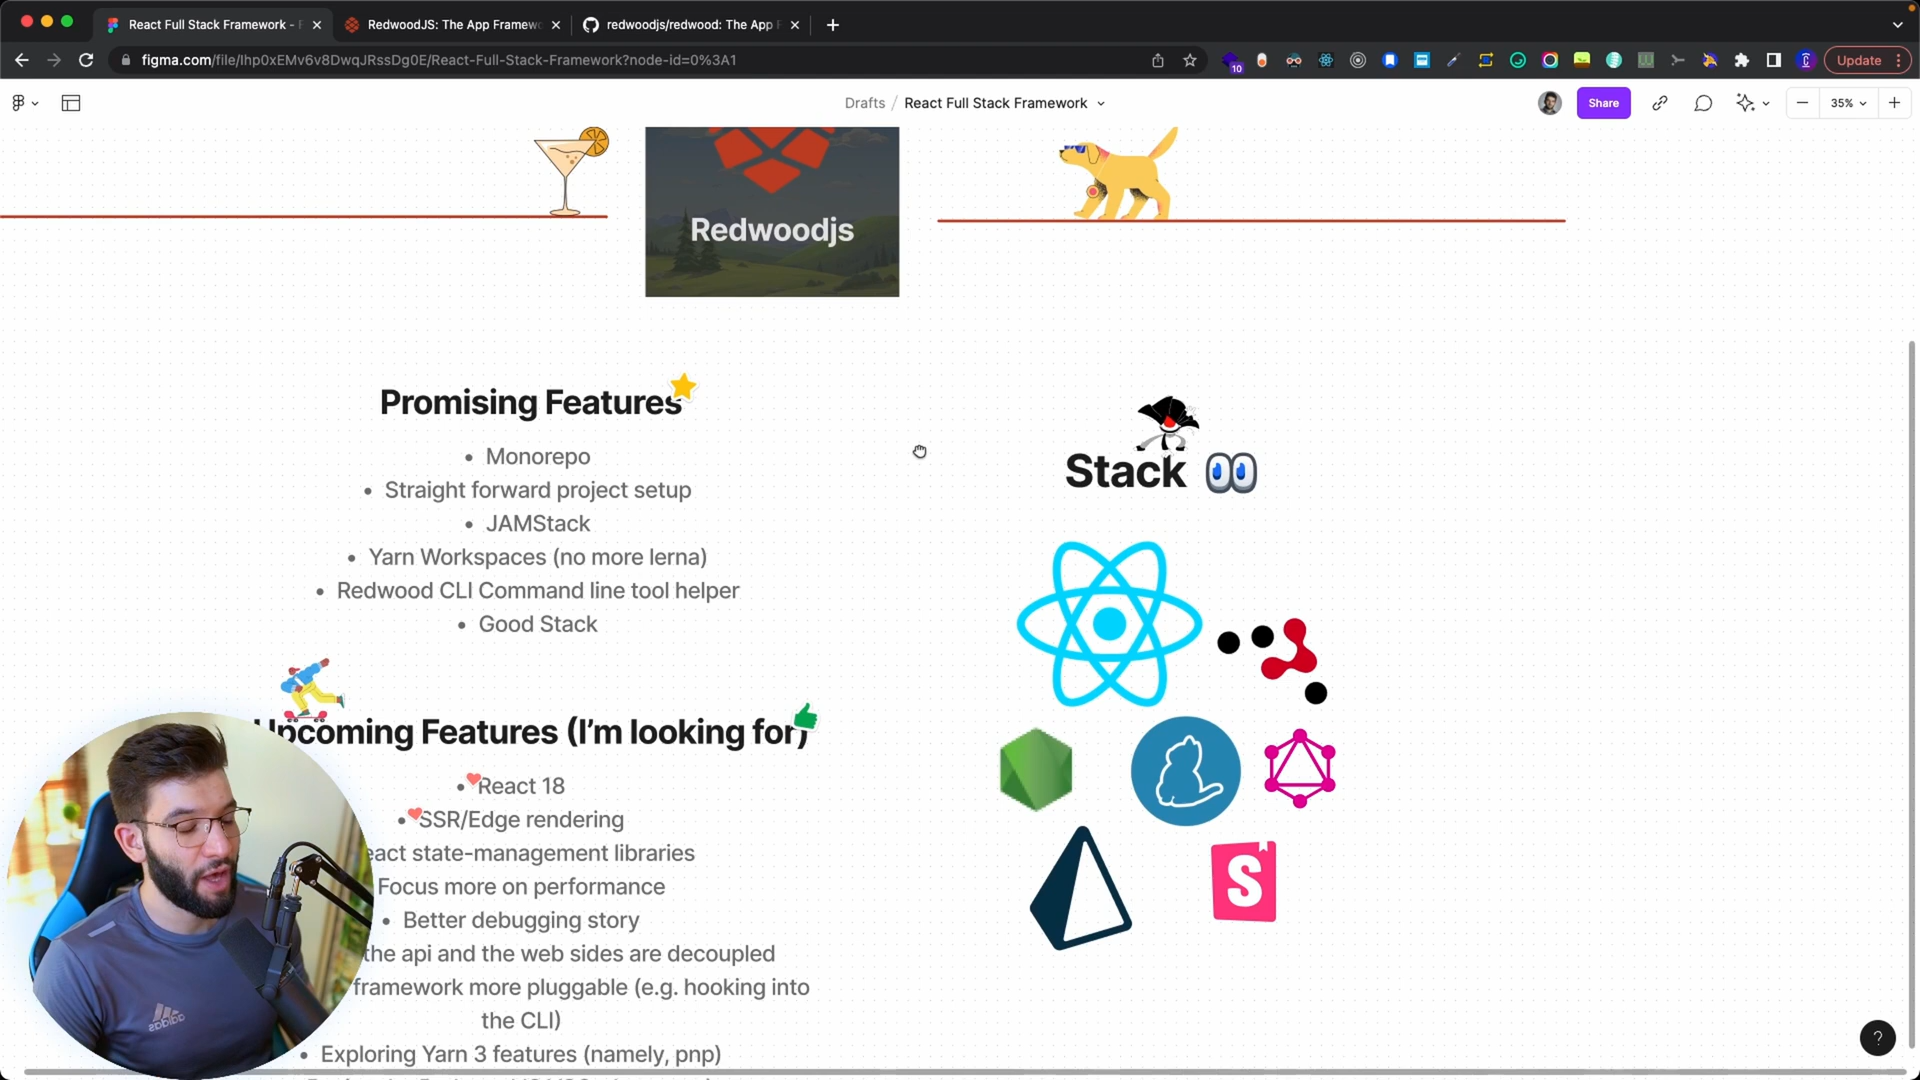 React Full Stack Framework - F
RedwoodJS: The App Framew
redwoodjs/redwood: The App F
figma.com/file/lhp0xEMv6v8DwqJRssDg0E/React-Full-Stack-Framework?node-id=0%3A1
10
Update
Drafts / React Full Stack Framework
Share
35%
Redwoodjs
Promising Features
• Monorepo
• Straight forward project setup
• JAMStack
• Yarn Workspaces (no more lerna)
• Redwood CLI Command line tool helper
• Good Stack
Stack 👀
Upcoming Features (I'm looking for)
• React 18
• SSR/Edge rendering
eact state-management libraries
Focus more on performance
• Better debugging story
the api and the web sides are decoupled
framework more pluggable (e.g. hooking into
the CLI)
• Exploring Yarn 3 features (namely, pnp)
S
adidas
?